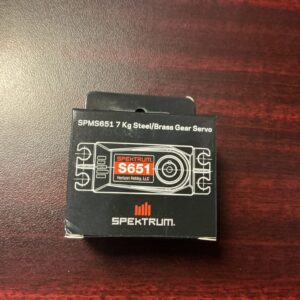 SPMS651 7 Kg Steel/Brass Gear Servo
SPEKTRUM
S651
Horizon Hobby, LLC
SPEKTRUM